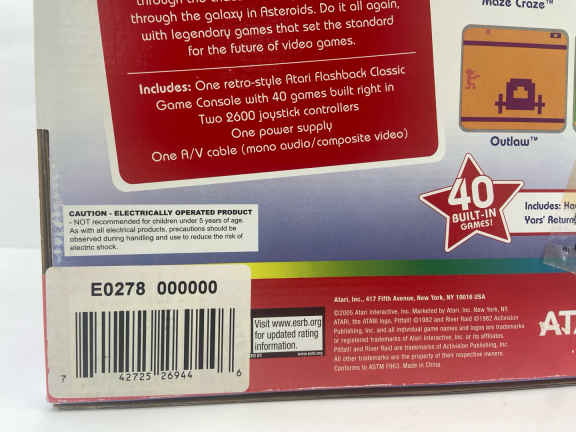 through the galaxy in Asteroids. Do it all again,
with legendary games that set the standard
for the future of video games.
Includes: One retro-style Atari Flashback Classic
Game Console with 40 games built right in
Two 2600 joystick controllers
One power supply
One A/V cable (mono audio/composite video)
Maze Craze™
Outlaw™
40
BUILT-IN
GAMES!
Includes:
Yars' Return
CAUTION - ELECTRICALLY OPERATED PRODUCT
- NOT recommended for children under 5 years of age.
As with all electrical products, precautions should be
observed during handling and use to reduce the risk of
electric shock.
E0278 000000
7 42725 26944 6
Visit www.esrb.org
for updated rating
information.
www.esrb.org
Atari, Inc., 417 Fifth Avenue, New York, NY 10016 USA
©2005 Atari Interactive, Inc. Marketed by Atari, Inc. New York, NY.
ATARI, the ATARI logo, Pitfall! ©1982 and River Raid ©1982 Activision
Publishing, Inc. and all individual game names and logos are trademarks
or registered trademarks of Atari Interactive, Inc. or its affiliates.
Pitfall! and River Raid are trademarks of Activision Publishing, Inc.
All other trademarks are the property of their respective owners.
Conforms to ASTM F963. Made in China.